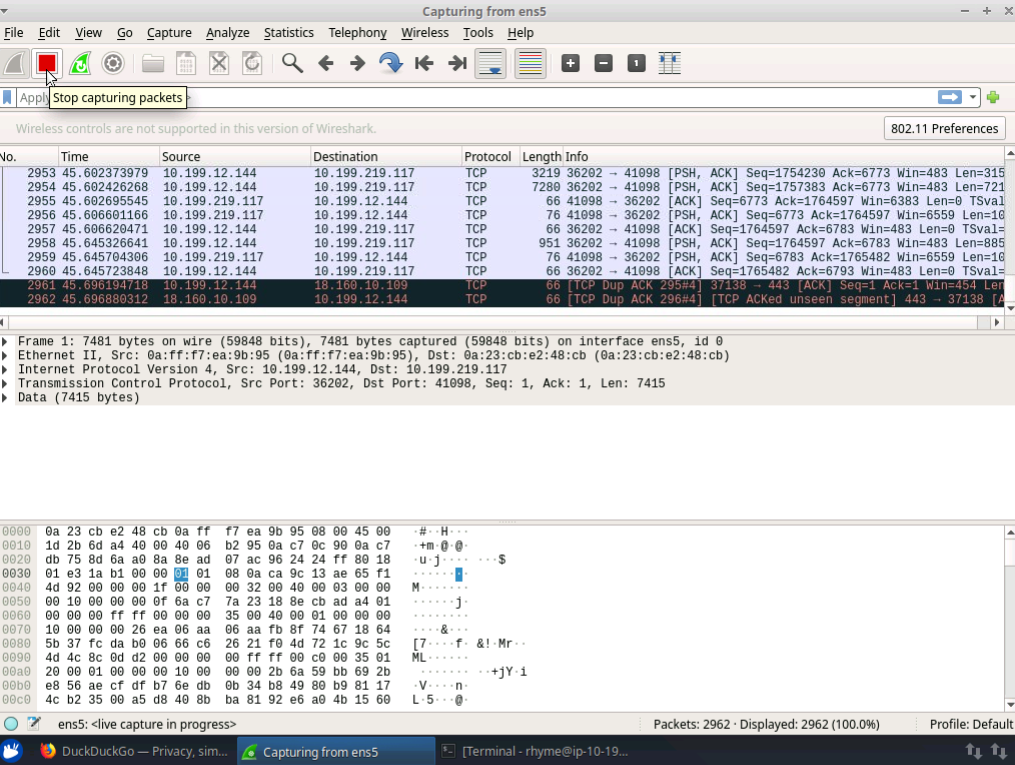 Capturing from ens5
File Edit View Go Capture Analyze Statistics Telephony Wireless Tools Help
Apply
Stop capturing packets
Wireless controls are not supported in this version of Wireshark.
802.11 Preferences
No. Time Source Destination Protocol Length Info
2953 45.602373979 10.199.12.144 10.199.219.117 TCP 3219 36202 → 41098 [PSH, ACK] Seq=1754230 Ack=6773 Win=483 Len=315
2954 45.602426268 10.199.12.144 10.199.219.117 TCP 7280 36202 → 41098 [PSH, ACK] Seq=1757383 Ack=6773 Win=483 Len=721
2955 45.602695545 10.199.219.117 10.199.12.144 TCP 66 41098 → 36202 [ACK] Seq=6773 Ack=1764597 Win=6383 Len=0 TSval
2956 45.606601166 10.199.219.117 10.199.12.144 TCP 76 41098 → 36202 [PSH, ACK] Seq=6773 Ack=1764597 Win=6559 Len=10
2957 45.606620471 10.199.12.144 10.199.219.117 TCP 66 36202 → 41098 [ACK] Seq=1764597 Ack=6783 Win=483 Len=0 TSval=
2958 45.645326641 10.199.12.144 10.199.219.117 TCP 951 36202 → 41098 [PSH, ACK] Seq=1764597 Ack=6783 Win=483 Len=885
2959 45.645704306 10.199.219.117 10.199.12.144 TCP 76 41098 → 36202 [PSH, ACK] Seq=6783 Ack=1765482 Win=6559 Len=10
2960 45.645723848 10.199.12.144 10.199.219.117 TCP 66 36202 → 41098 [ACK] Seq=1765482 Ack=6793 Win=483 Len=0 TSval=
2961 45.696194718 10.199.12.144 18.160.10.109 TCP 66 [TCP Dup ACK 295#4] 37138 → 443 [ACK] Seq=1 Ack=1 Win=454 Len
2962 45.696880312 18.160.10.109 10.199.12.144 TCP 66 [TCP Dup ACK 296#4] [TCP ACKed unseen segment] 443 → 37138 [A
Frame 1: 7481 bytes on wire (59848 bits), 7481 bytes captured (59848 bits) on interface ens5, id 0
Ethernet II, Src: 0a:ff:f7:ea:9b:95 (0a:ff:f7:ea:9b:95), Dst: 0a:23:cb:e2:48:cb (0a:23:cb:e2:48:cb)
Internet Protocol Version 4, Src: 10.199.12.144, Dst: 10.199.219.117
Transmission Control Protocol, Src Port: 36202, Dst Port: 41098, Seq: 1, Ack: 1, Len: 7415
Data (7415 bytes)
0000 0a 23 cb e2 48 cb 0a ff f7 ea 9b 95 08 00 45 00 ·#··H···
0010 1d 2b 6d a4 40 00 40 06 b2 95 0a c7 0c 90 0a c7 ·+m·@·@·
0020 db 75 8d 6a a0 8a 8e ad 07 ac 96 24 24 ff 80 18 ·u·j···· ···$
0030 01 e3 1a b1 00 00 01 01 08 0a ca 9c 13 ae 65 f1 ········
0040 4d 92 00 00 00 1f 00 00 00 32 00 40 00 03 00 00 M·······
0050 00 10 00 00 00 0f 6a c7 7a 23 18 8e cb ad a4 01 ······j·
0060 00 00 00 ff ff 00 00 00 35 00 40 00 01 00 00 00 ········
0070 10 00 00 00 26 ea 06 aa 06 aa fb 8f 74 67 18 64 ····&···
0080 5b 37 fc da b0 06 66 c6 26 21 f0 4d 72 1c 9c 5c [7····f· &!·Mr··
0090 4d 4c 8c 0d d2 00 00 00 00 ff ff 00 c0 00 35 01 ML······
00a0 20 00 01 00 00 00 10 00 00 00 2b 6a 59 bb 69 2b ··+jY·i
00b0 e8 56 ae cf df b7 6e db 0b 34 b8 49 80 b9 81 17 ·V····n·
00c0 4c b2 35 00 a5 d8 40 8b ba 81 92 e6 a0 4b 15 60 L·5···@·
ens5: <live capture in progress>
Packets: 2962 · Displayed: 2962 (100.0%)
Profile: Default
DuckDuckGo — Privacy, sim...
Capturing from ens5
[Terminal - rhyme@ip-10-19...